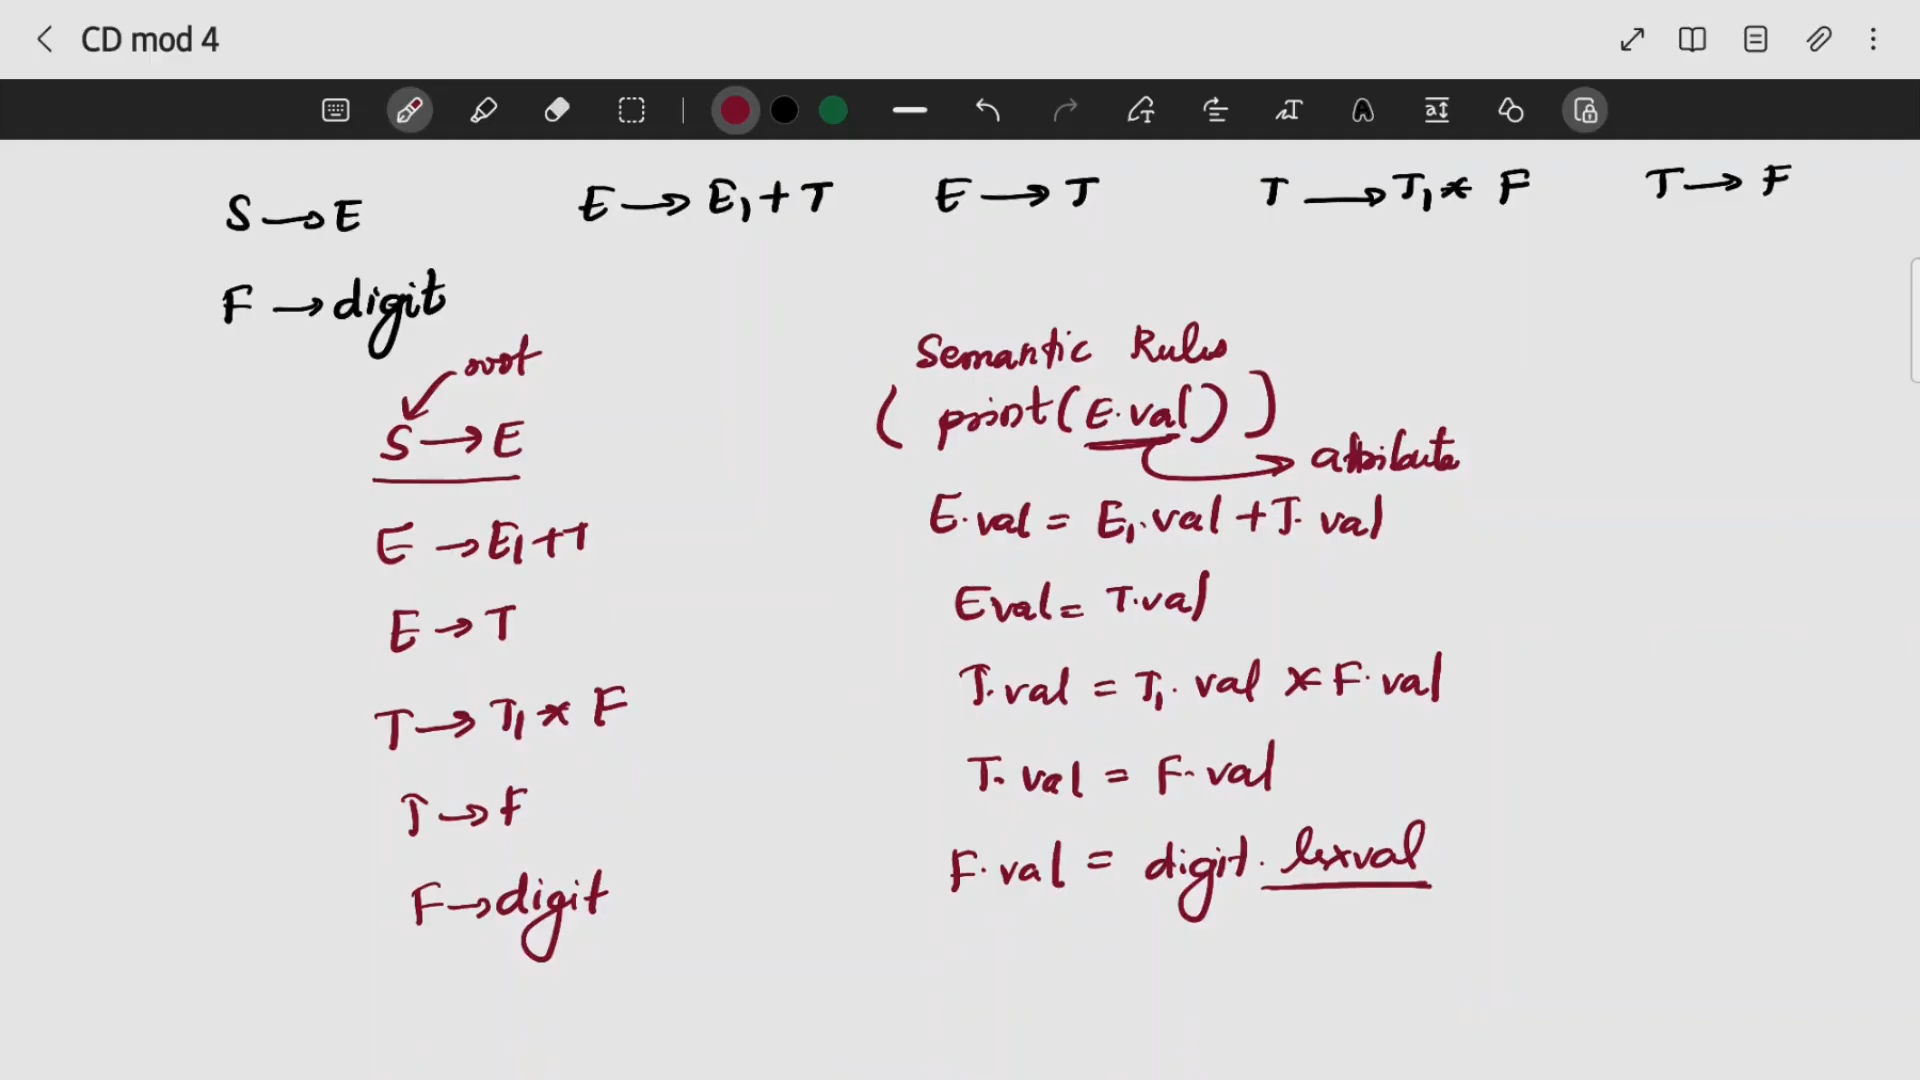 CD mod 4
S → E E → E₁ + T E → T T → T₁ * F T → F
F → digit
root
Semantic Rules
S → E ( print(E.val) )
attribute
E → E₁ + T E.val = E₁.val + T.val
E → T Eval = T.val
T → T₁ * F T.val = T₁.val * F.val
T → F T.val = F.val
F → digit F.val = digit.lexval